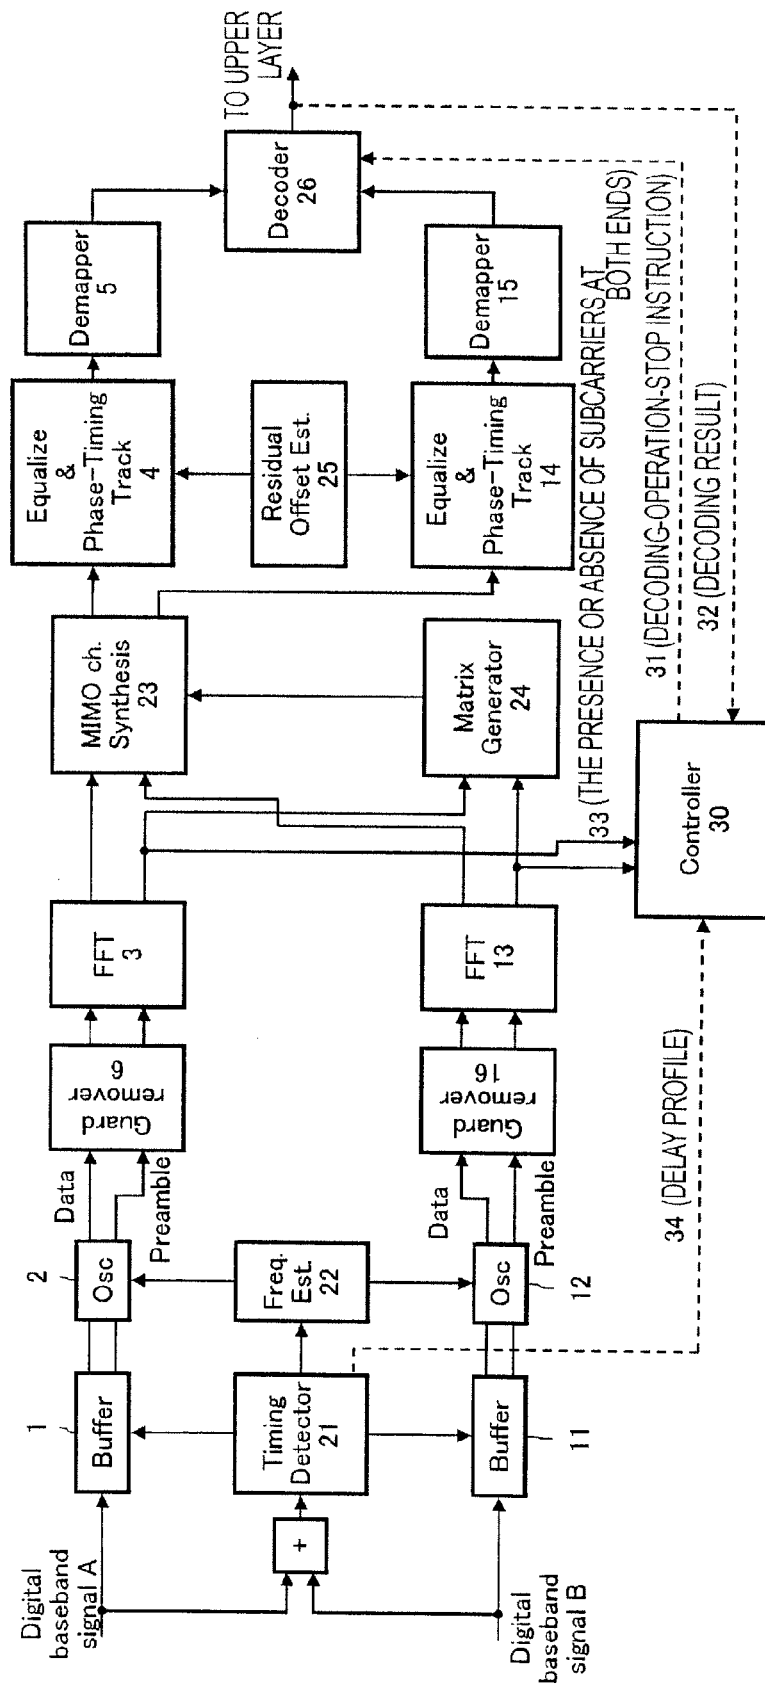 Digital
baseband
signal A
Digital
baseband
signal B
+
1
Buffer
Timing
Detector
21
Buffer
11
2
Osc
Freq.
Est.
22
Osc
12
Data
Preamble
Data
Preamble
Guard
remover
6
Guard
remover
16
34 (DELAY PROFILE)
FFT
3
FFT
13
MIMO ch.
Synthesis
23
Matrix
Generator
24
Controller
30
33 (THE PRESENCE OR ABSENCE OF SUBCARRIERS AT
BOTH ENDS)
31 (DECODING-OPERATION-STOP INSTRUCTION)
32 (DECODING RESULT)
Equalize
&
Phase-Timing
Track
4
Residual
Offset Est.
25
Equalize
&
Phase-Timing
Track
14
Demapper
5
Demapper
15
Decoder
26
TO UPPER
LAYER